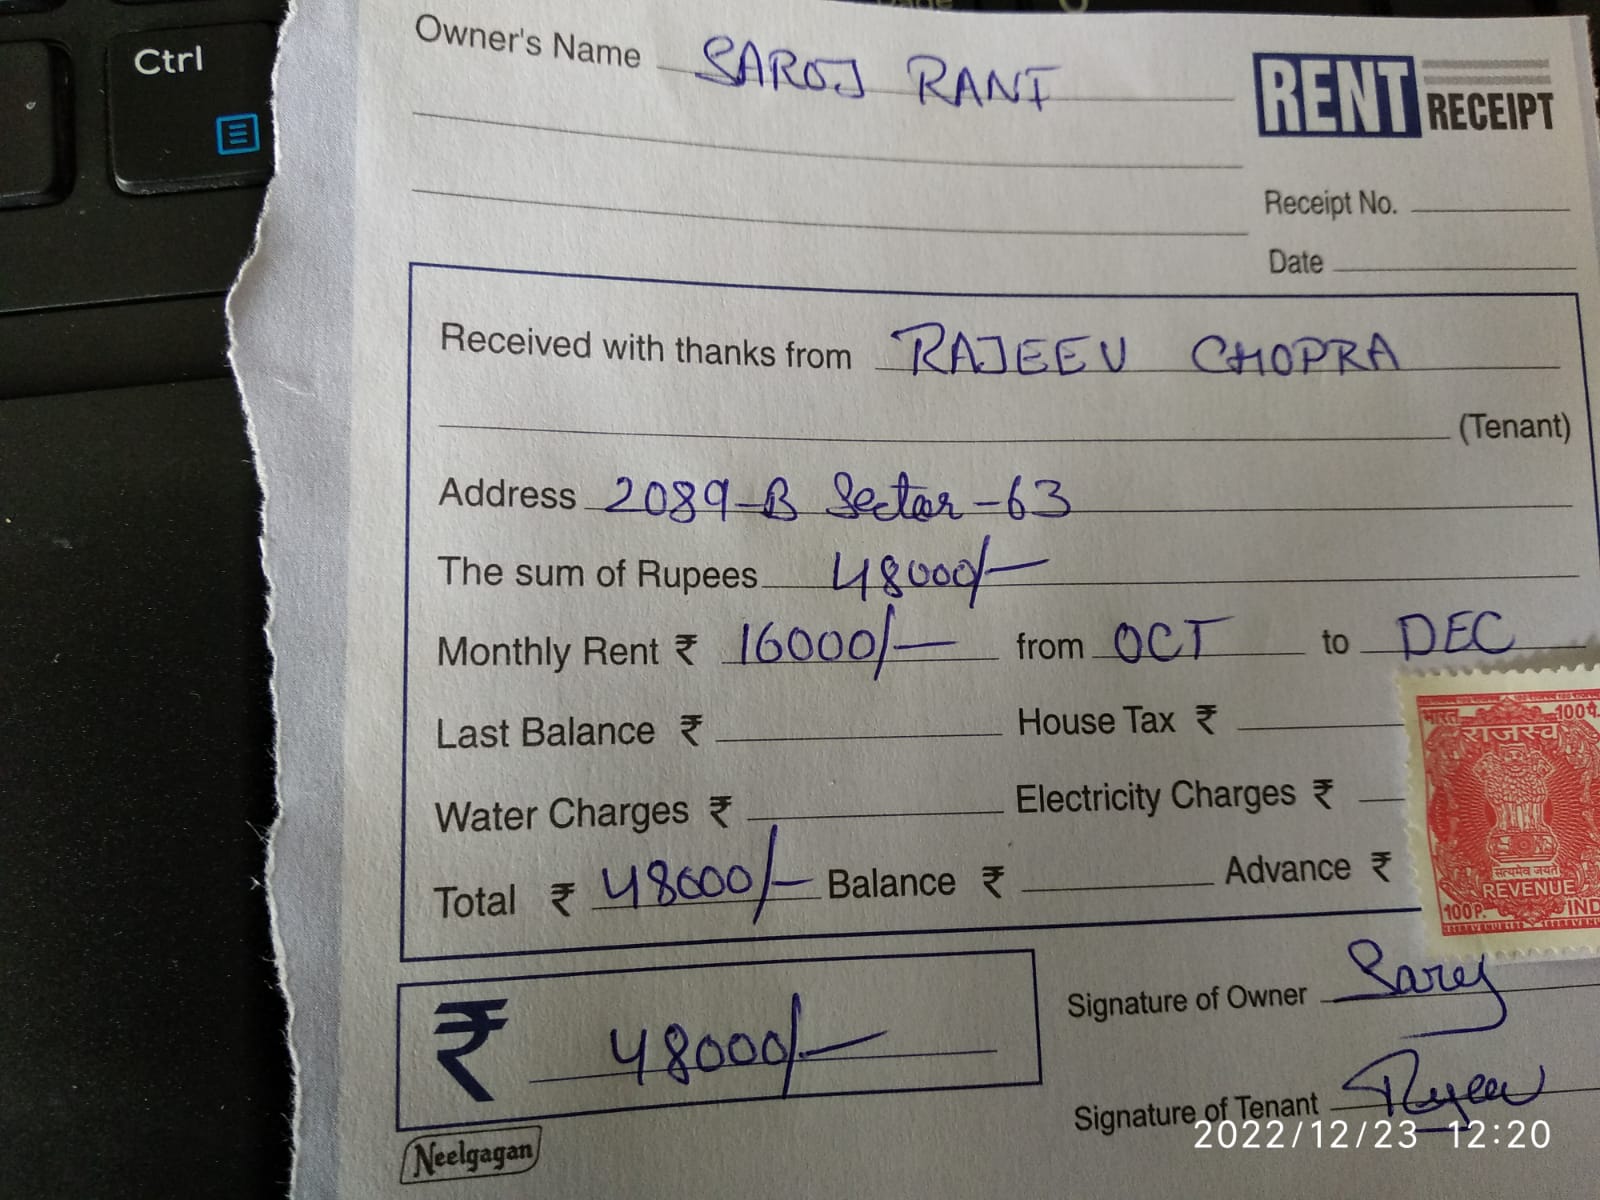 Ctrl
Owner's Name SAROJ RANI
RENT RECEIPT
Receipt No.
Date
Received with thanks from RAJEEV CHOPRA
(Tenant)
Address 2089-B Sector-63
The sum of Rupees 48000/-
Monthly Rent ₹ 16000/- from OCT to DEC
Last Balance ₹ House Tax ₹
Water Charges ₹ Electricity Charges ₹
Total ₹ 48000/- Balance ₹ Advance ₹
भारत 100पै.
राजस्व
सत्यमेव जयते
REVENUE
100P. IND
₹ 48000/-
Signature of Owner Saroj
Signature of Tenant Rajeev
Neelgagan
2022/12/23 12:20